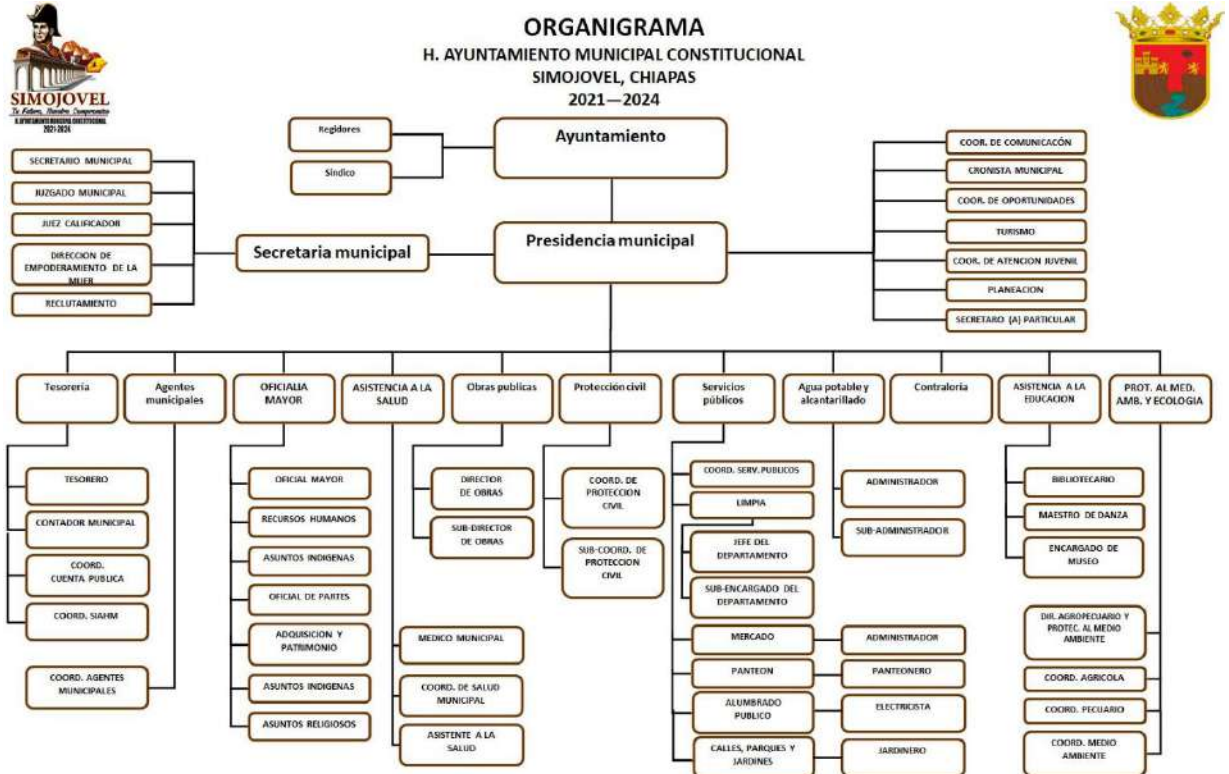 ORGANIGRAMA
H. AYUNTAMIENTO MUNICIPAL CONSTITUCIONAL
SIMOJOVEL, CHIAPAS
2021—2024
SIMOJOVEL
Tu Futuro, Nuestro Compromiso
H. AYUNTAMIENTO MUNICIPAL CONSTITUCIONAL
2021-2024
Regidores
Sindico
Ayuntamiento
SECRETARIO MUNICIPAL
JUZGADO MUNICIPAL
JUEZ CALIFICADOR
DIRECCION DE
EMPODERAMIENTO DE LA
MUJER
RECLUTAMIENTO
Secretaria municipal
Presidencia municipal
COOR. DE COMUNICACÓN
CRONISTA MUNICIPAL
COOR. DE OPORTUNIDADES
TURISMO
COOR. DE ATENCION JUVENIL
PLANEACION
SECRETARO (A) PARTICULAR
Tesorería
Agentes
municipales
OFICIALIA
MAYOR
ASISTENCIA A LA
SALUD
Obras publicas
Protección civil
Servicios
públicos
Agua potable y
alcantarillado
Contraloria
ASISTENCIA A LA
EDUCACION
PROT. AL MED.
AMB. Y ECOLOGIA
TESORERO
CONTADOR MUNICIPAL
COORD.
CUENTA PUBLICA
COORD. SIAHM
COORD. AGENTES
MUNICIPALES
OFICIAL MAYOR
RECURSOS HUMANOS
ASUNTOS INDIGENAS
OFICIAL DE PARTES
ADQUISICION Y
PATRIMONIO
ASUNTOS INDIGENAS
ASUNTOS RELIGIOSOS
MEDICO MUNICIPAL
COORD. DE SALUD
MUNICIPAL
ASISTENTE A LA
SALUD
DIRECTOR
DE OBRAS
SUB-DIRECTOR
DE OBRAS
COORD. DE
PROTECCION
CIVIL
SUB-COORD. DE
PROTECCION
CIVIL
COORD. SERV. PUBLICOS
LIMPIA
JEFE DEL
DEPARTAMENTO
SUB-ENCARGADO DEL
DEPARTAMENTO
MERCADO
ADMINISTRADOR
PANTEON
PANTEONERO
ALUMBRADO
PUBLICO
ELECTRICISTA
CALLES, PARQUES Y
JARDINES
JARDINERO
ADMINISTRADOR
SUB-ADMINISTRADOR
BIBLIOTECARIO
MAESTRO DE DANZA
ENCARGADO DE
MUSEO
DIR. AGROPECUARIO Y
PROTEC. AL MEDIO
AMBIENTE
COORD. AGRICOLA
COORD. PECUARIO
COORD. MEDIO
AMBIENTE